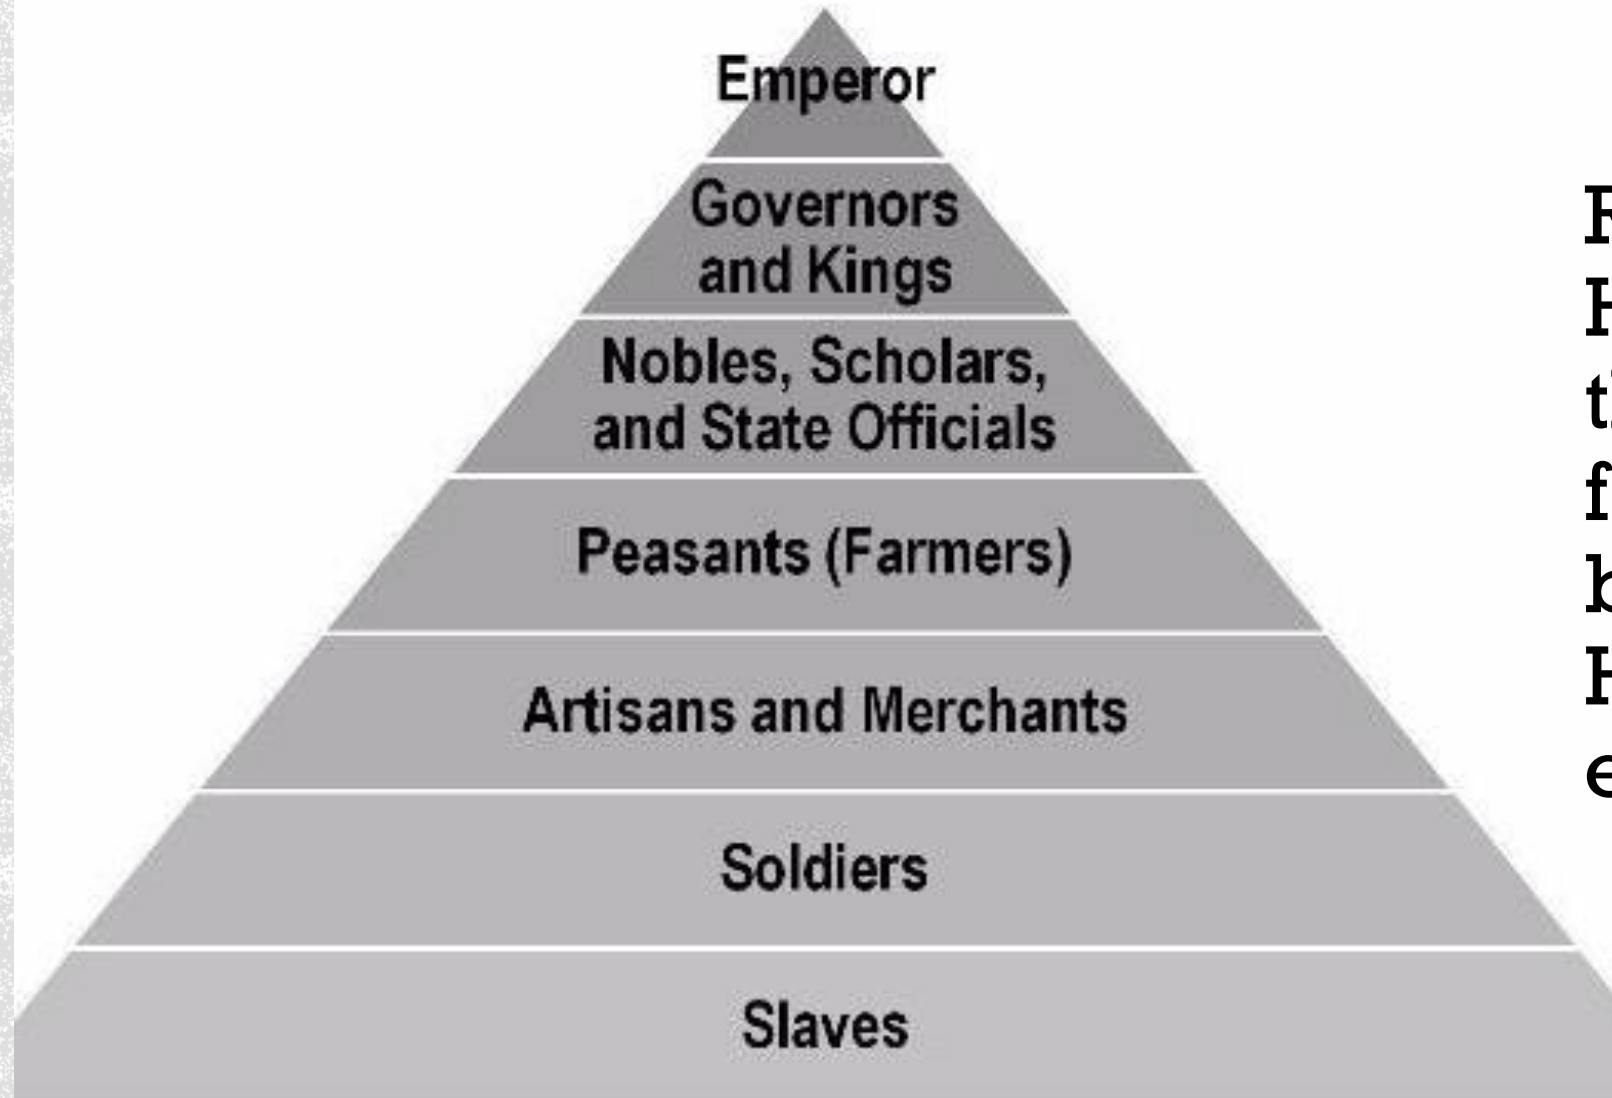 Emperor
Governors
and Kings
Nobles, Scholars,
and State Officials
Peasants (Farmers)
Artisans and Merchants
Soldiers
Slaves